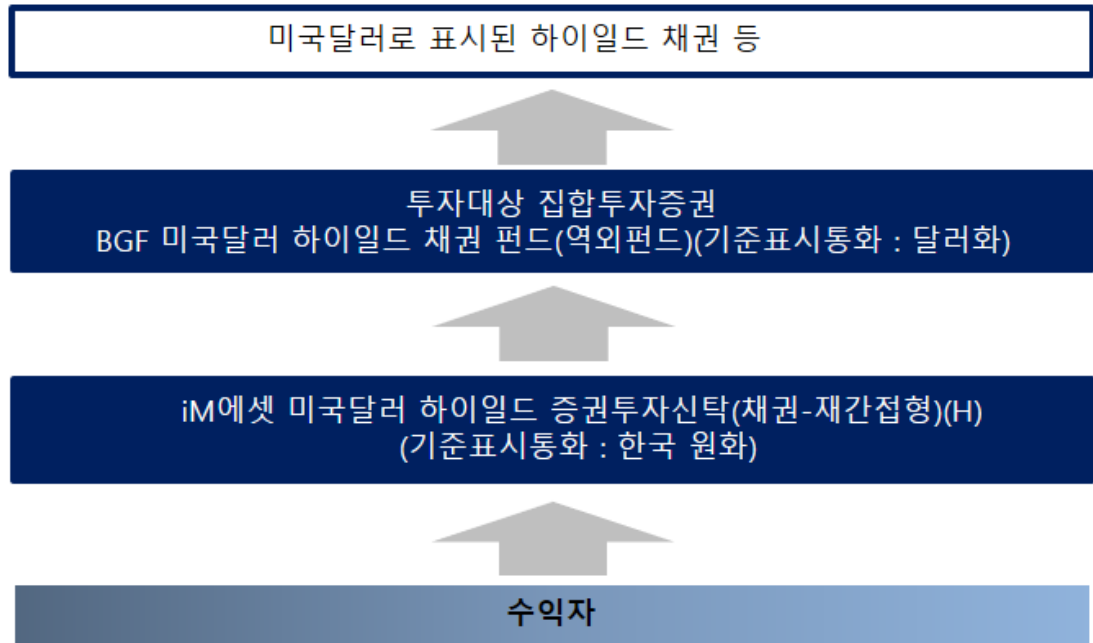 미국달러로 표시된 하이일드 채권 등
투자대상 집합투자증권
BGF 미국달러 하이일드 채권 펀드(역외펀드)(기준표시통화 : 달러화)
iM에셋 미국달러 하이일드 증권투자신탁(채권-재간접형)(H)
(기준표시통화 : 한국 원화)
수익자